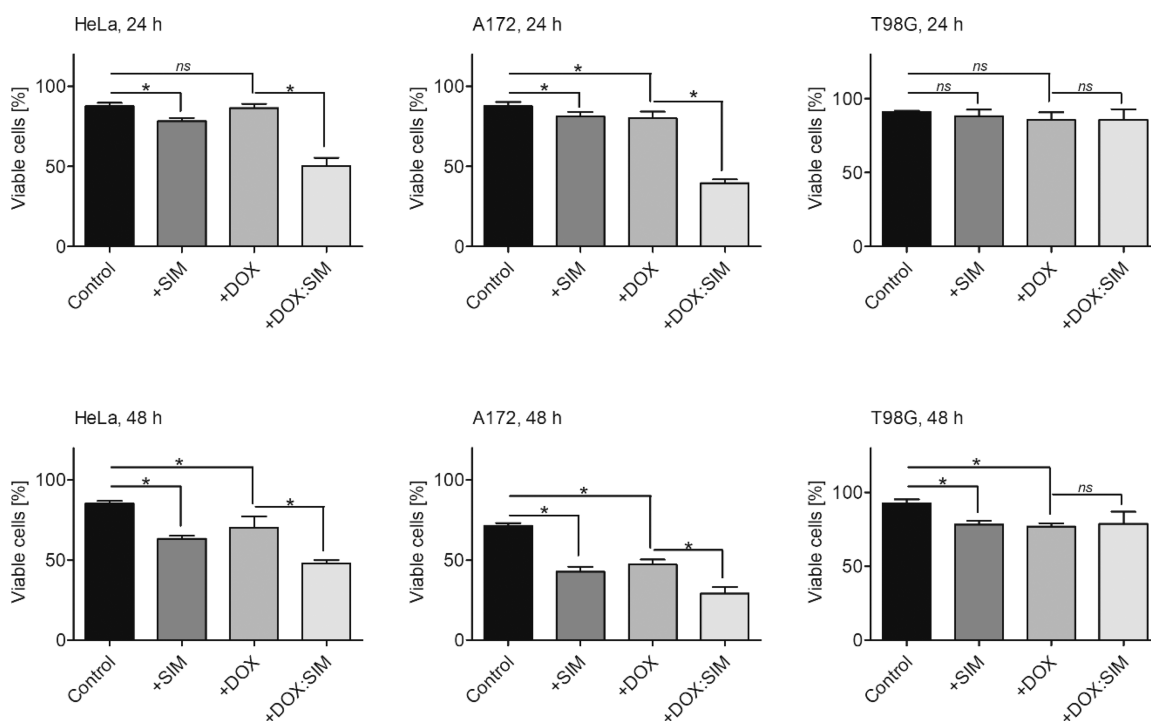 HeLa, 24 h
Viable cells [%]
100
50
0
ns
*
*
Control
+SIM
+DOX
+DOX:SIM
A172, 24 h
Viable cells [%]
100
50
0
*
*
*
Control
+SIM
+DOX
+DOX:SIM
T98G, 24 h
Viable cells [%]
100
50
0
ns
ns
ns
Control
+SIM
+DOX
+DOX:SIM
HeLa, 48 h
Viable cells [%]
100
50
0
*
*
*
Control
+SIM
+DOX
+DOX:SIM
A172, 48 h
Viable cells [%]
100
50
0
*
*
*
Control
+SIM
+DOX
+DOX:SIM
T98G, 48 h
Viable cells [%]
100
50
0
*
*
ns
Control
+SIM
+DOX
+DOX:SIM